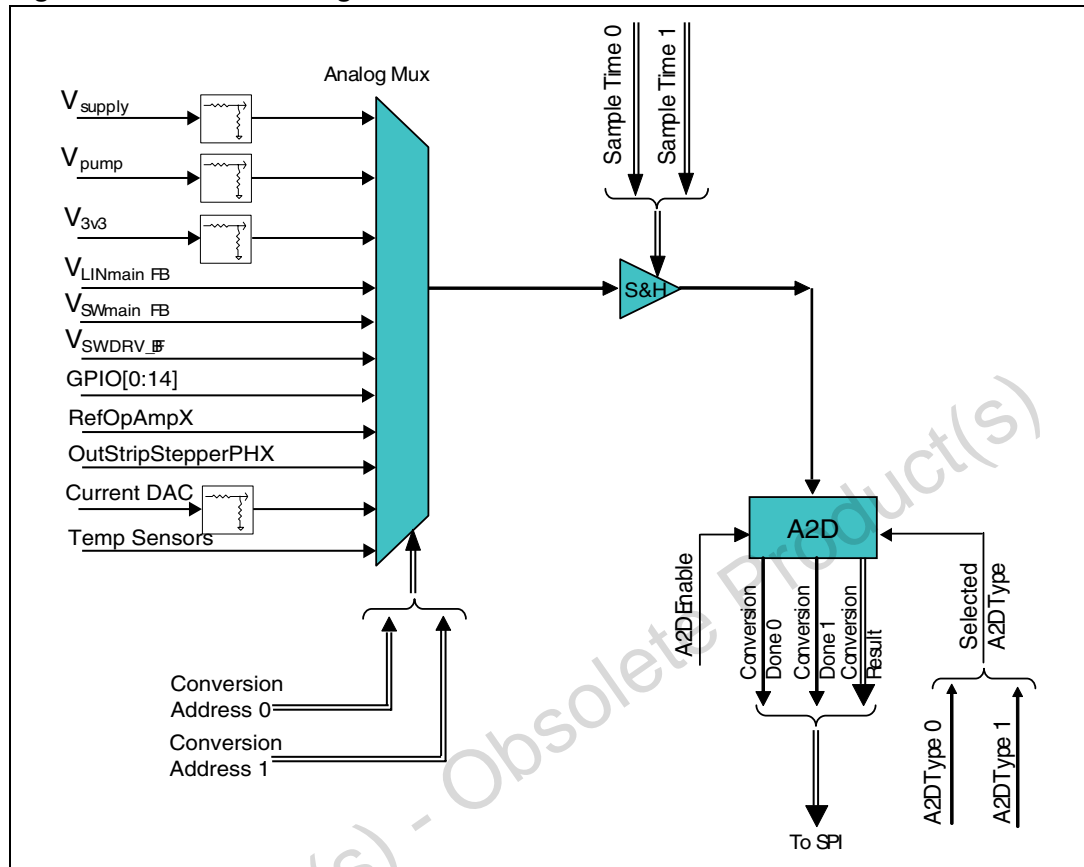 Analog Mux
Sample Time 0
Sample Time 1
Vsupply
Vpump
V3v3
VLINmain FB
VSWmain FB
GPIO[0:14]
RefOpAmpX
OutStripStepperPHX
Current DAC
Temp Sensors
S&H
A2D
A2DEnable
Conversion
Done 0
Conversion
Done 1
Conversion
Result
Selected
A2DType
A2DType 0
A2DType 1
Conversion
Address 0
Conversion
Address 1
To SPI
(s) - Obsolete Product(s)